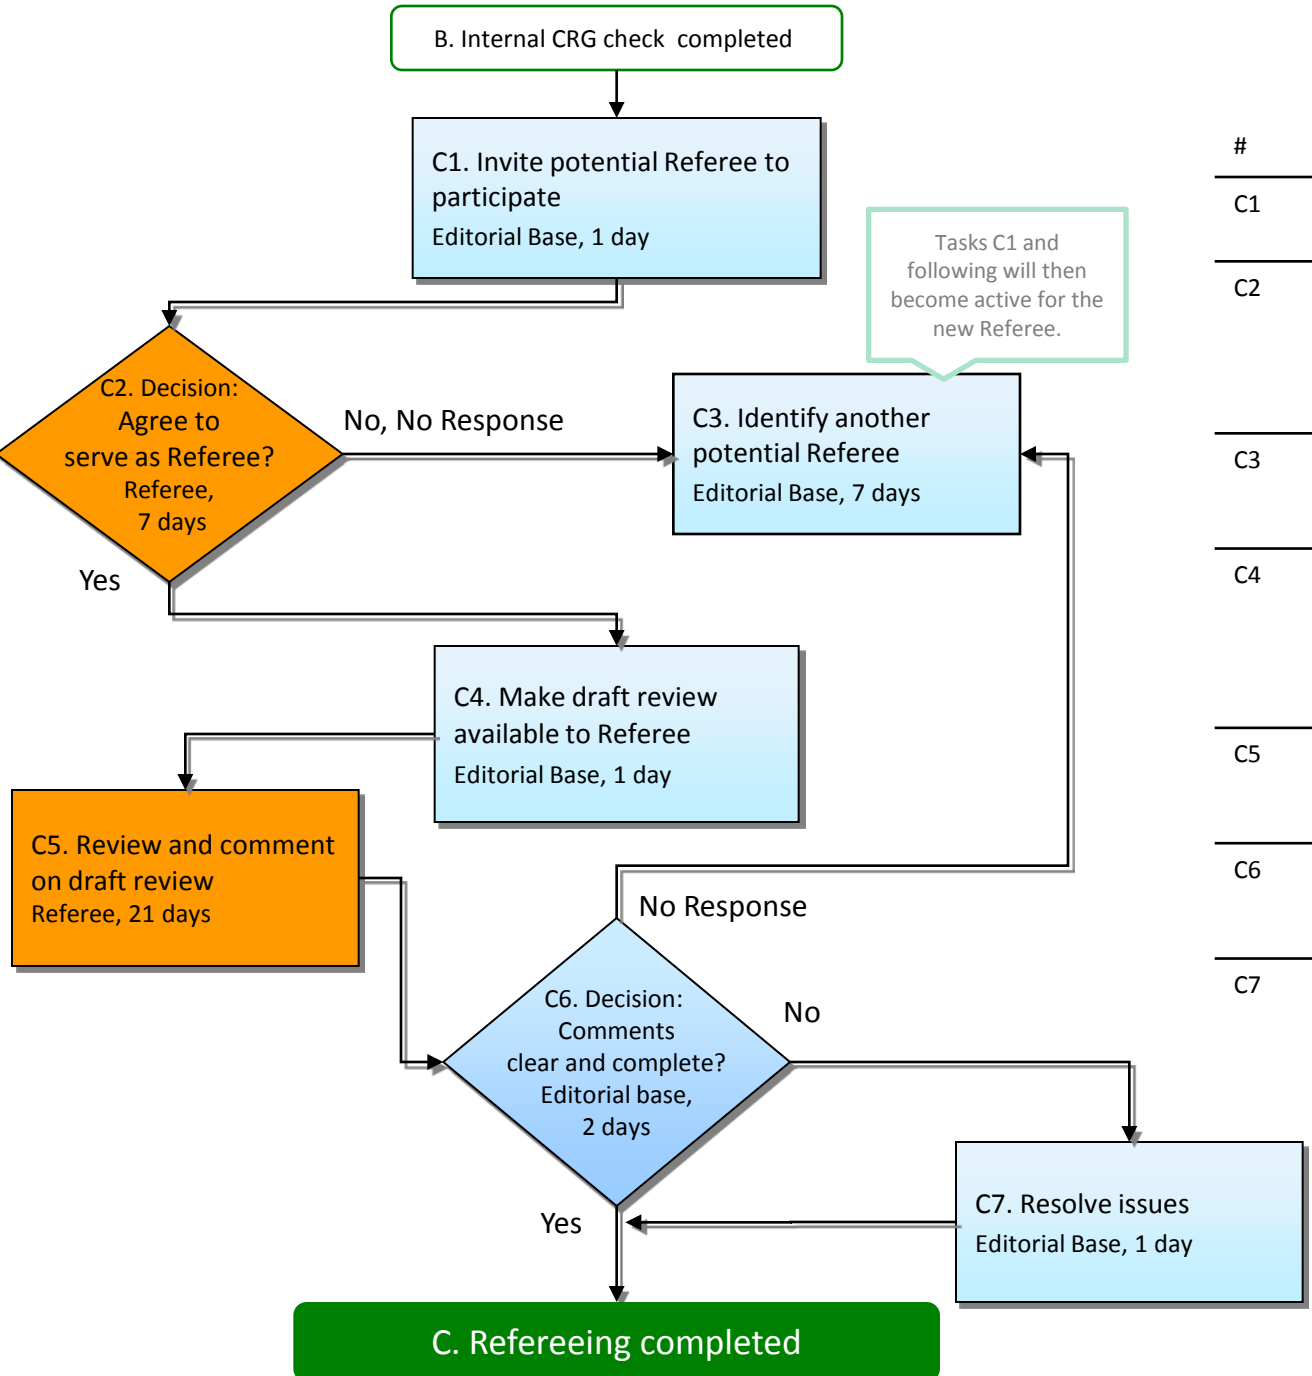 B. Internal CRG check completed
C1. Invite potential Referee to
participate
Editorial Base, 1 day
Tasks C1 and
following will then
become active for the
new Referee.
C2. Decision:
Agree to
serve as Referee?
Referee,
7 days
No, No Response
C3. Identify another
potential Referee
Editorial Base, 7 days
Yes
C4. Make draft review
available to Referee
Editorial Base, 1 day
C5. Review and comment
on draft review
Referee, 21 days
No Response
C6. Decision:
Comments
clear and complete?
Editorial base,
2 days
No
C7. Resolve issues
Editorial Base, 1 day
Yes
C. Refereeing completed
#
C1
C2
C3
C4
C5
C6
C7